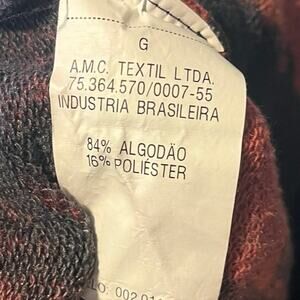 G
A.M.C. TEXTIL LTDA.
75.364.570/0007-55
INDUSTRIA BRASILEIRA
84% ALGODÃO
16% POLIÉSTER